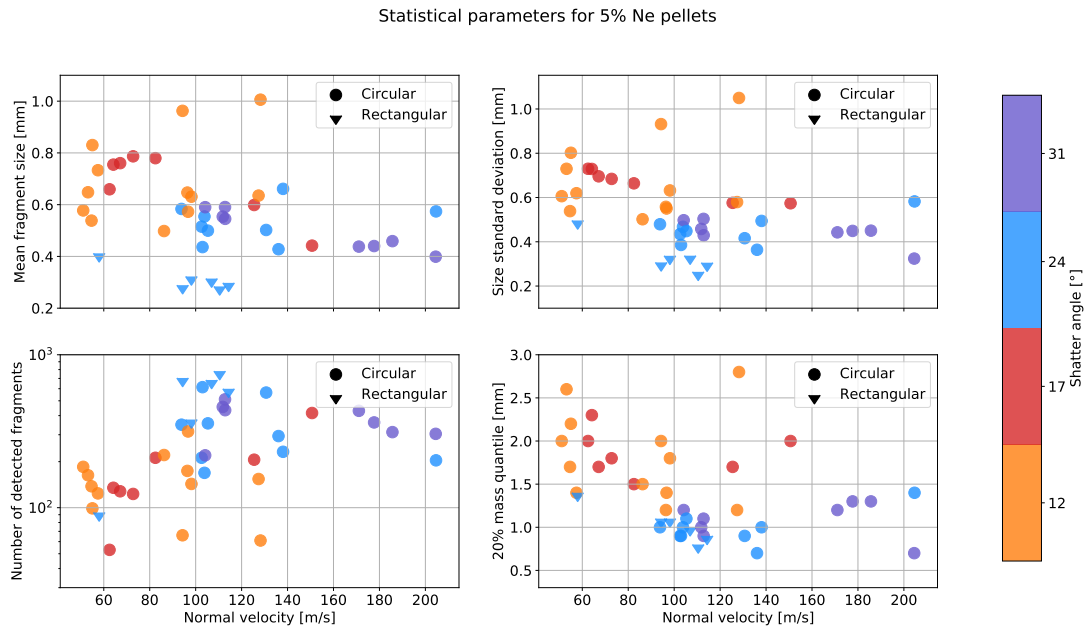 Statistical parameters for 5% Ne pellets
Mean fragment size [mm]
1.0
0.8
0.6
0.4
0.2
Circular
Rectangular
Size standard deviation [mm]
1.0
0.8
0.6
0.4
0.2
Circular
Rectangular
Number of detected fragments
10³
10²
60 80 100 120 140 160 180 200
Normal velocity [m/s]
Circular
Rectangular
20% mass quantile [mm]
3.0
2.5
2.0
1.5
1.0
0.5
60 80 100 120 140 160 180 200
Normal velocity [m/s]
Circular
Rectangular
31
24
17
12
Shatter angle [°]